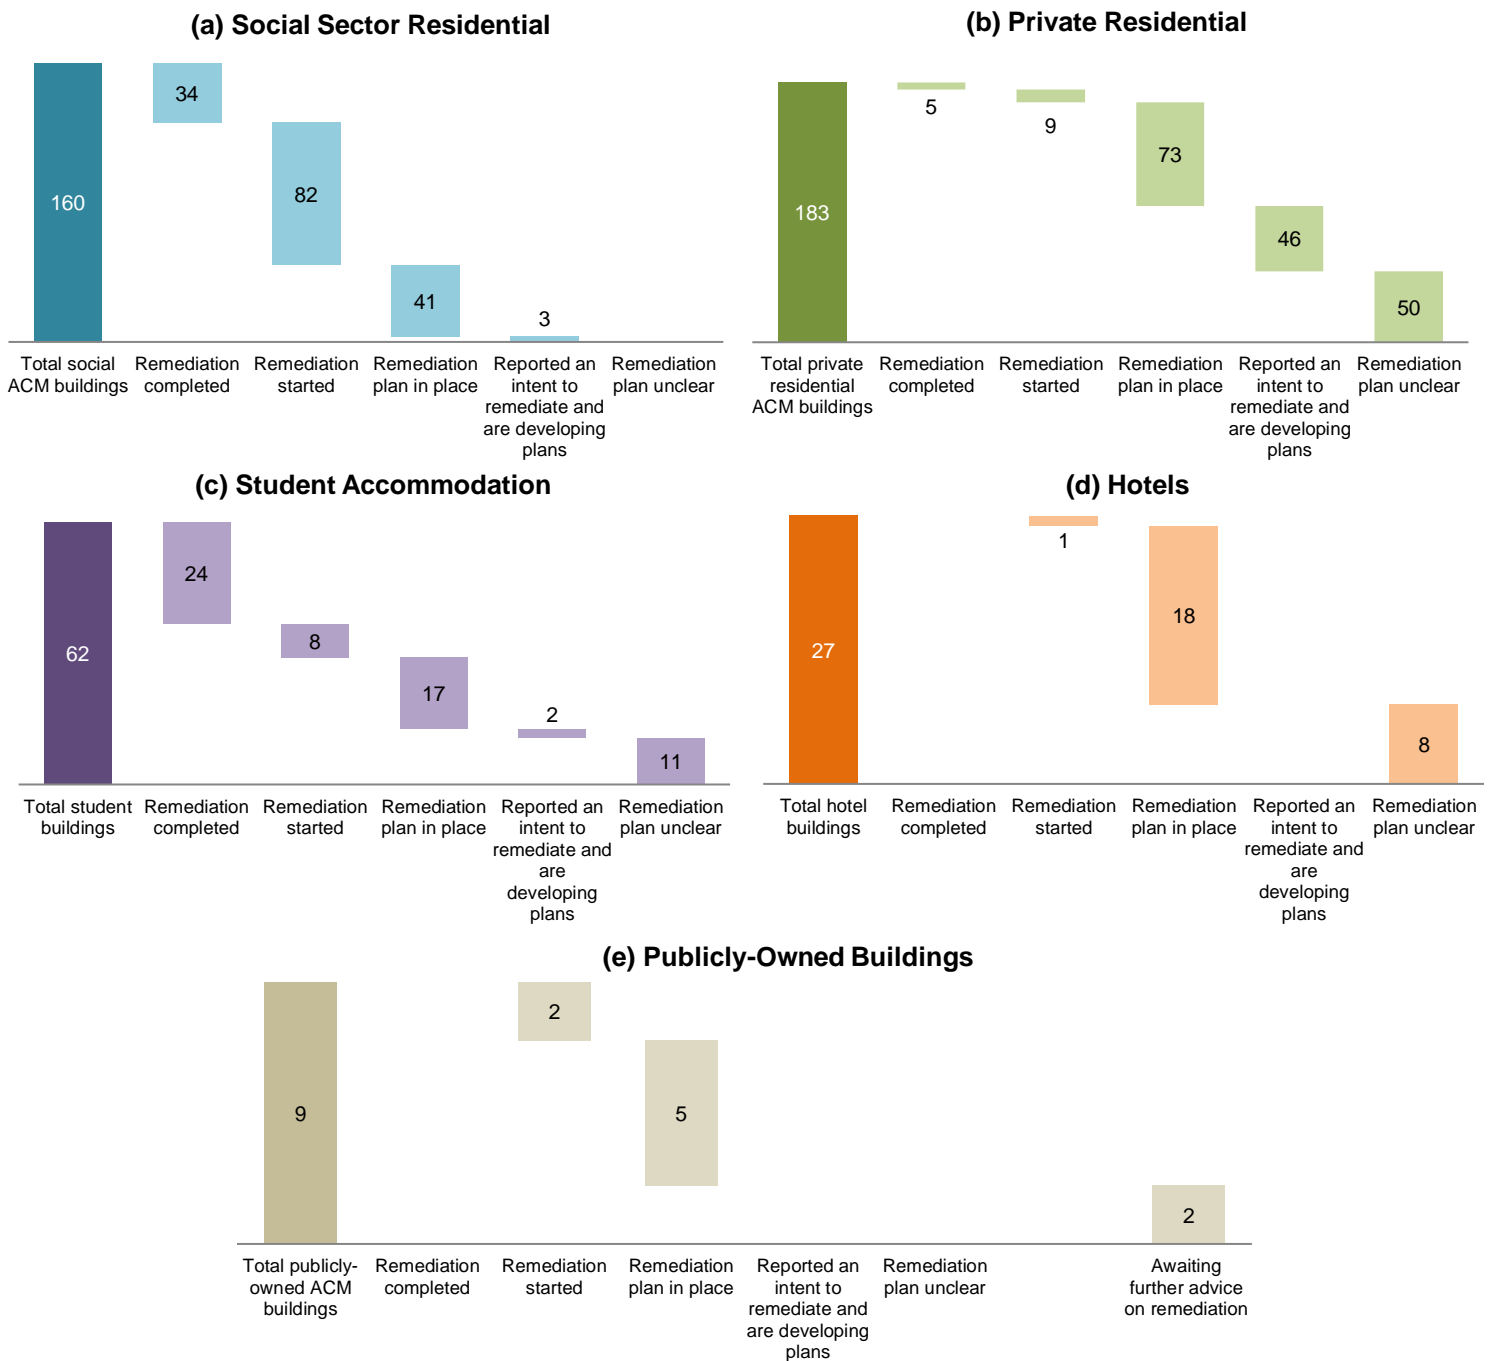 (a) Social Sector Residential
160
34
82
41
3
Total social
ACM buildings
Remediation
completed
Remediation
started
Remediation
plan in place
Reported an
intent to
remediate and
are developing
plans
Remediation
plan unclear
(b) Private Residential
183
5
9
73
46
50
Total private
residential
ACM buildings
Remediation
completed
Remediation
started
Remediation
plan in place
Reported an
intent to
remediate and
are developing
plans
Remediation
plan unclear
(c) Student Accommodation
62
24
8
17
2
11
Total student
buildings
Remediation
completed
Remediation
started
Remediation
plan in place
Reported an
intent to
remediate and
are
developing
plans
Remediation
plan unclear
(d) Hotels
27
1
18
8
Total hotel
buildings
Remediation
completed
Remediation
started
Remediation
plan in place
Reported an
intent to
remediate and
are
developing
plans
Remediation
plan unclear
(e) Publicly-Owned Buildings
9
2
5
2
Total publicly-
owned ACM
buildings
Remediation
completed
Remediation
started
Remediation
plan in place
Reported an
intent to
remediate and
are developing
plans
Remediation
plan unclear
Awaiting
further advice
on remediation